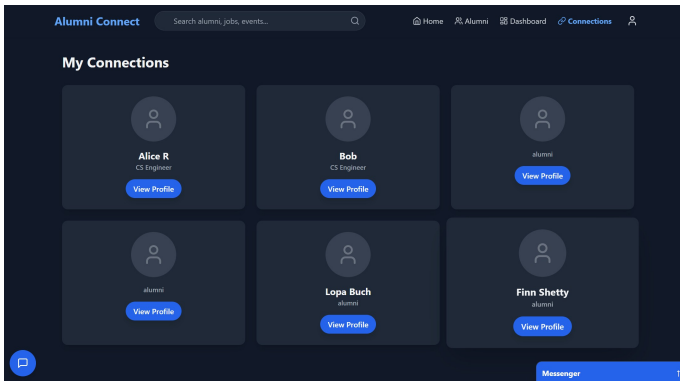 Alumni Connect
Search alumni, jobs, events...
Home
Alumni
Dashboard
Connections
My Connections
Alice R
CS Engineer
View Profile
Bob
CS Engineer
View Profile
alumni
View Profile
alumni
View Profile
Lopa Buch
alumni
View Profile
Finn Shetty
alumni
View Profile
Messenger